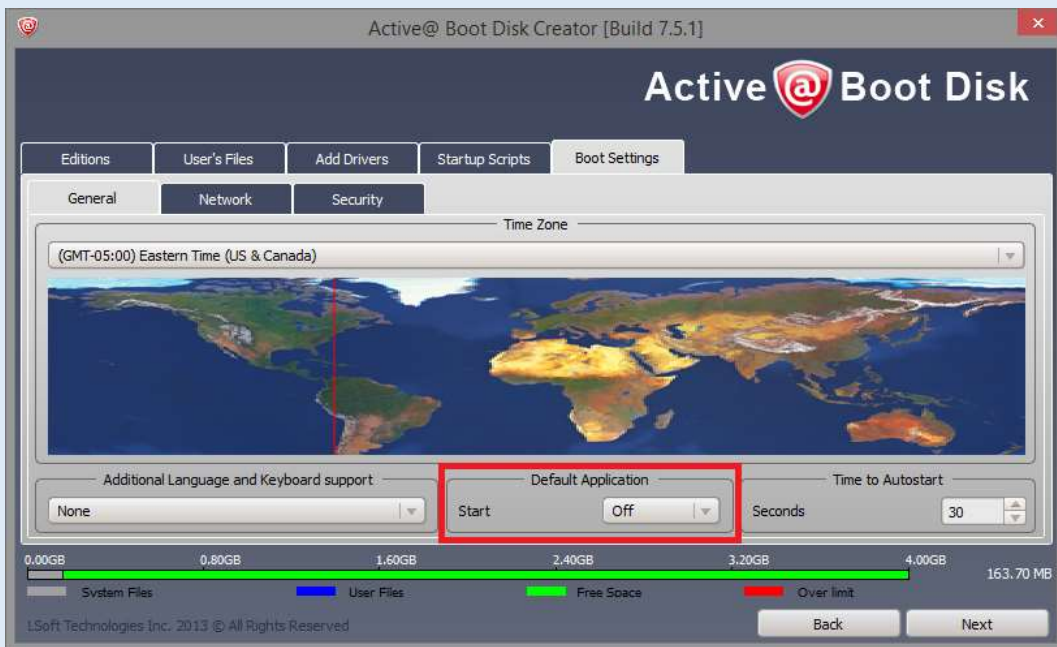 Active@ Boot Disk Creator [Build 7.5.1]
Active@ Boot Disk
Editions User's Files Add Drivers Startup Scripts Boot Settings
General Network Security
Time Zone
(GMT-05:00) Eastern Time (US & Canada)
Additional Language and Keyboard support Default Application Time to Autostart
None Start Off Seconds 30
0.00GB 0.80GB 1.60GB 2.40GB 3.20GB 4.00GB
163.70 MB
System Files User Files Free Space Over limit
LSoft Technologies Inc. 2013 © All Rights Reserved Back Next